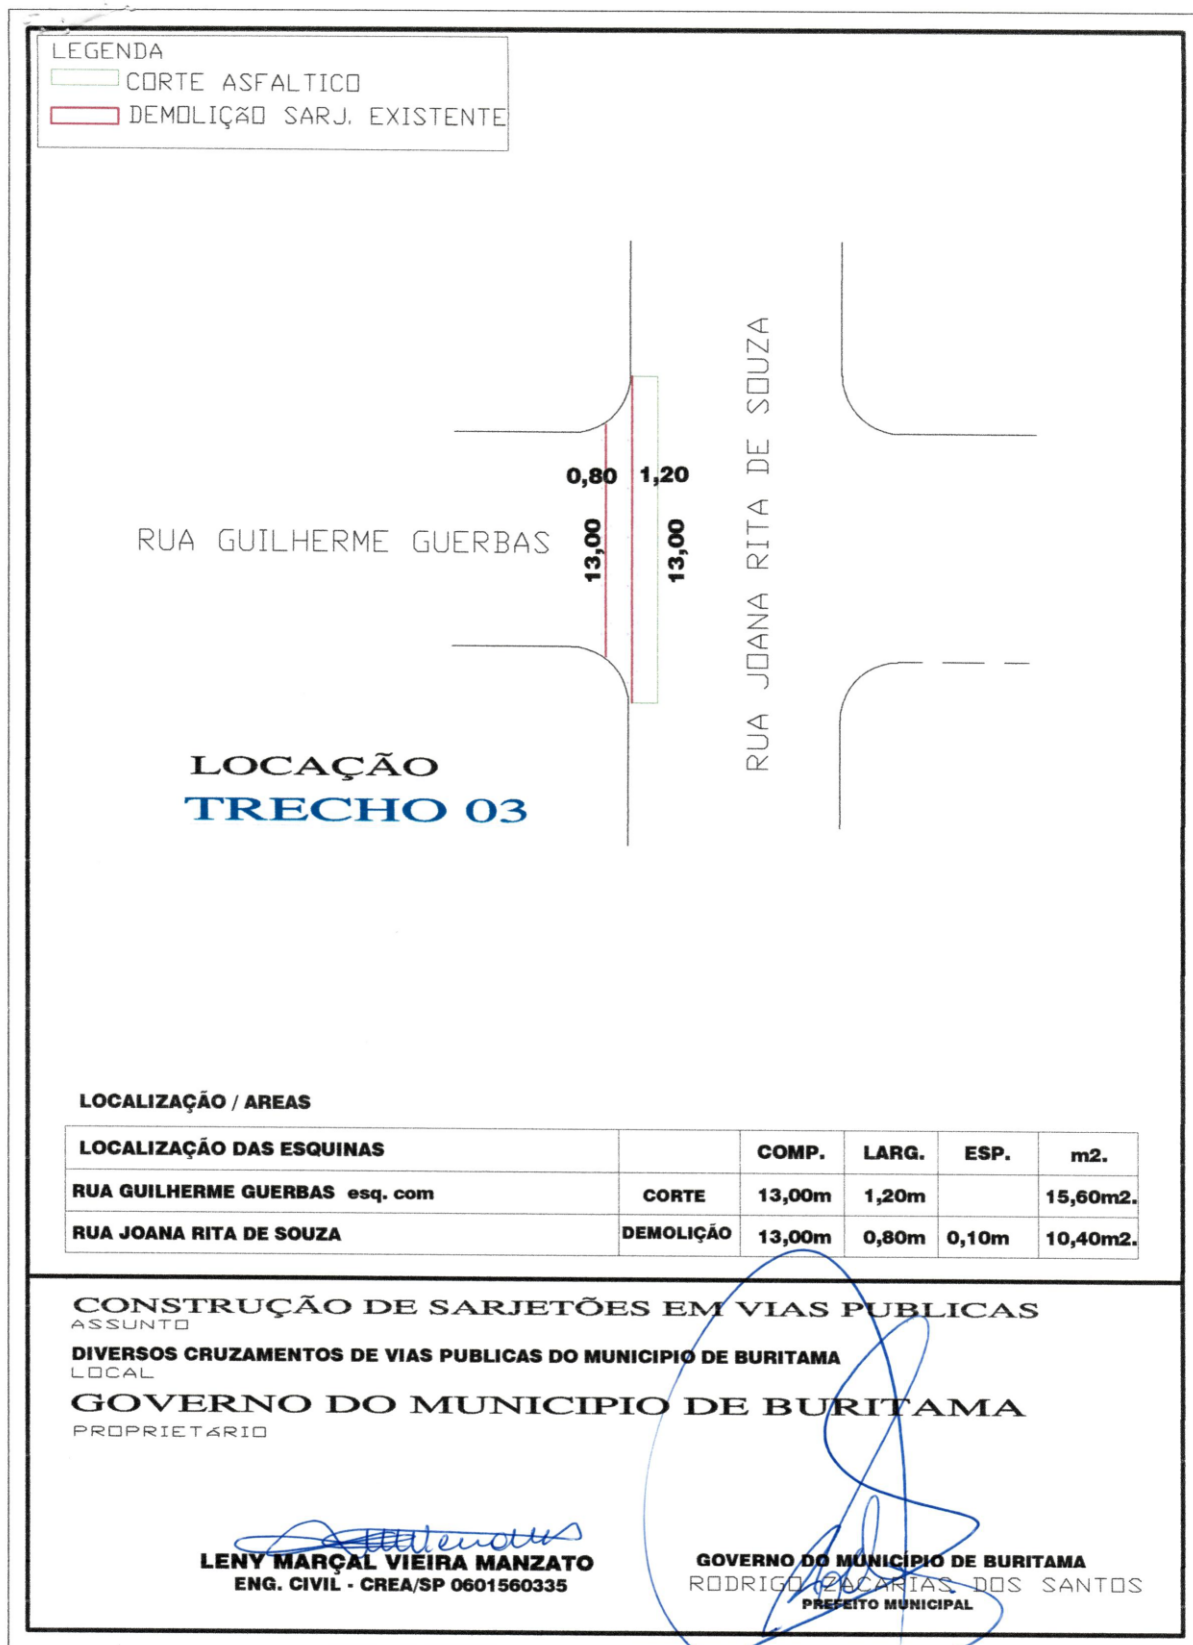 LEGENDA
CORTE ASFALTICO
DEMOLIÇÃO SARJ. EXISTENTE
RUA JOANA RITA DE SOUZA
0,80 1,20
RUA GUILHERME GUERBAS
13,00 13,00
LOCAÇÃO
TRECHO 03
LOCALIZAÇÃO / AREAS
LOCALIZAÇÃO DAS ESQUINAS COMP. LARG. ESP. m2.
RUA GUILHERME GUERBAS esq. com CORTE 13,00m 1,20m 15,60m2.
RUA JOANA RITA DE SOUZA DEMOLIÇÃO 13,00m 0,80m 0,10m 10,40m2.
CONSTRUÇÃO DE SARJETÕES EM VIAS PUBLICAS
ASSUNTO
DIVERSOS CRUZAMENTOS DE VIAS PUBLICAS DO MUNICIPIO DE BURITAMA
LOCAL
GOVERNO DO MUNICIPIO DE BURITAMA
PROPRIETÁRIO
LENY MARÇAL VIEIRA MANZATO
ENG. CIVIL - CREA/SP 0601560335
GOVERNO DO MUNICÍPIO DE BURITAMA
RODRIGO ZACARIAS DOS SANTOS
PREFEITO MUNICIPAL